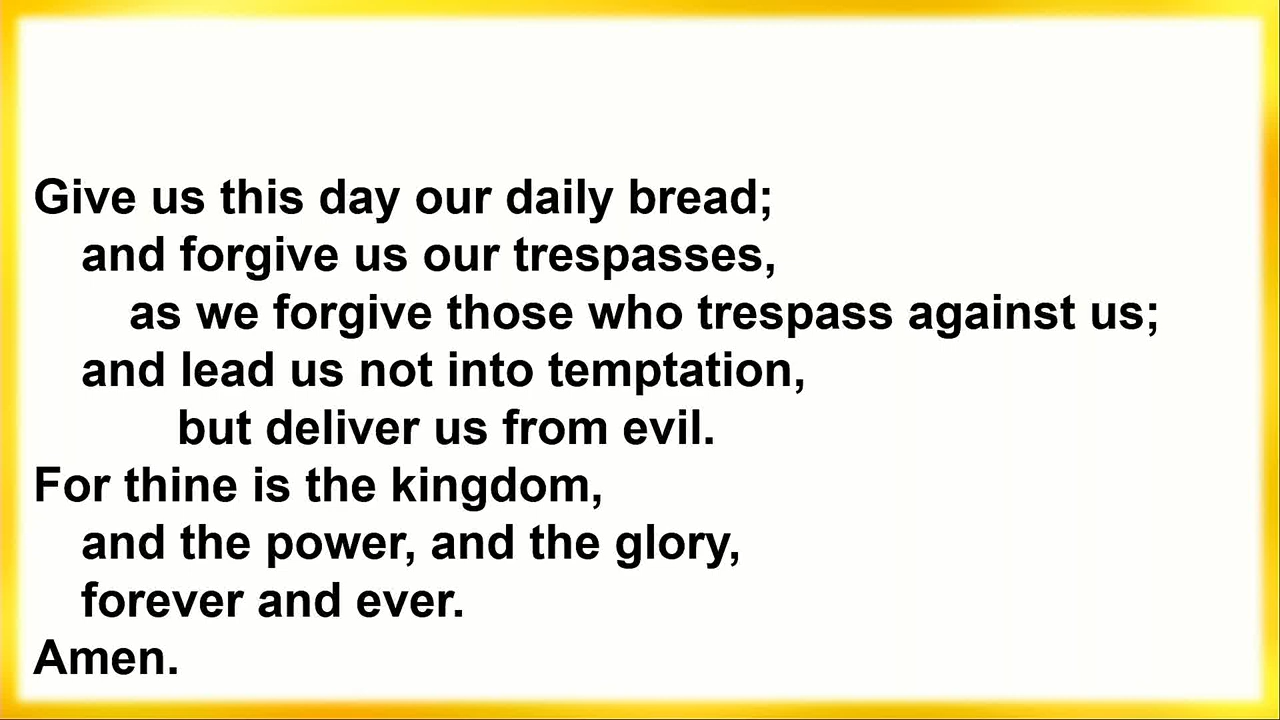 Give us this day our daily bread;
and forgive us our trespasses,
as we forgive those who trespass against us;
and lead us not into temptation,
but deliver us from evil.
For thine is the kingdom,
and the power, and the glory,
forever and ever.
Amen.